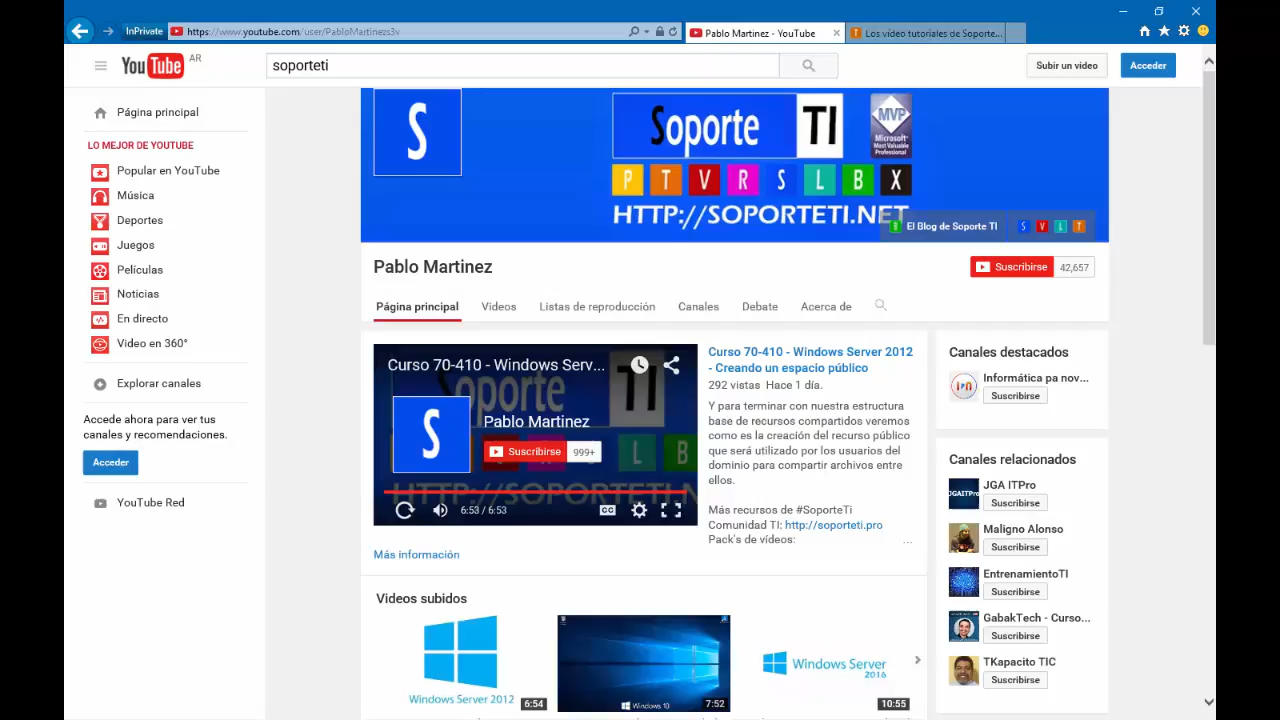 InPrivate
https://www.youtube.com/user/PabloMartinezs3v
Pablo Martinez - YouTube
Los vídeo tutoriales de Soporte...
YouTube AR
soporteti
Subir un video
Acceder
Página principal
LO MEJOR DE YOUTUBE
Popular en YouTube
Música
Deportes
Juegos
Películas
Noticias
En directo
Video en 360°
Explorar canales
Accede ahora para ver tus
canales y recomendaciones.
Acceder
YouTube Red
S
Soporte TI
MVP
Microsoft
Most Valuable
Professional
P T V R S L B X
HTTP://SOPORTETI.NET
El Blog de Soporte TI
S V L T
Pablo Martinez
Suscribirse 42,657
Página principal
Videos
Listas de reproducción
Canales
Debate
Acerca de
Curso 70-410 - Windows Serv...
S
Pablo Martinez
Suscribirse 999+
6:53 / 6:53
CC
Más información
Curso 70-410 - Windows Server 2012
- Creando un espacio público
292 vistas Hace 1 día.
Y para terminar con nuestra estructura
base de recursos compartidos veremos
como es la creación del recurso público
que será utilizado por los usuarios del
dominio para compartir archivos entre
ellos.
Más recursos de #SoporteTi
Comunidad TI: http://soporteti.pro
Pack's de vídeos:
...
Videos subidos
Windows Server 2012
6:54
Windows 10
7:52
Windows Server
2016
10:55
Canales destacados
Informática pa nov...
Suscribirse
Canales relacionados
JGAITPro
JGA ITPro
Suscribirse
Maligno Alonso
Suscribirse
EntrenamientoTI
Suscribirse
GabakTech - Curso...
Suscribirse
TKapacito TIC
Suscribirse